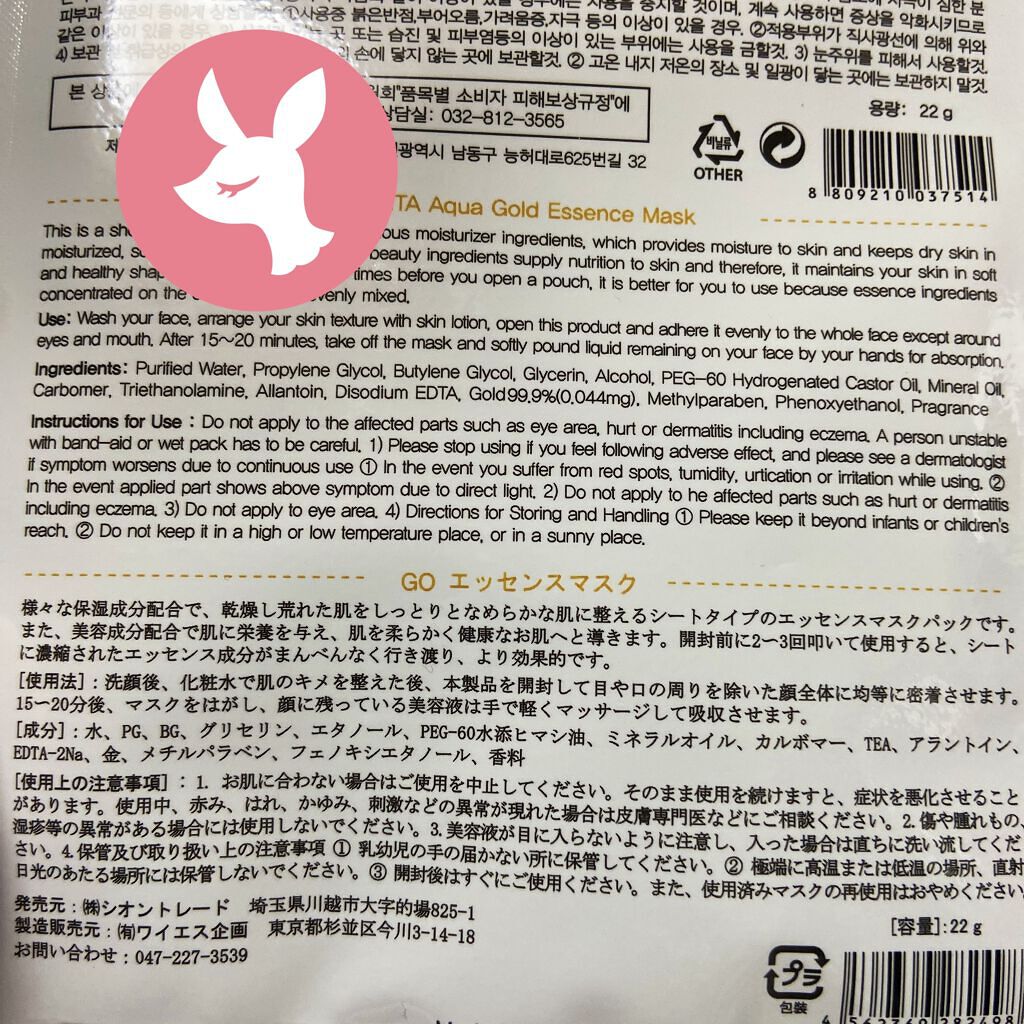 있는 경우에는 사용을 중지할 것이며, 계속 사용하면 증상을 악화시키므로
피부과 전문의 등에게 상담할것. ①사용중 붉은반점,부어오름,가려움증,자극 등의 이상이 있을 경우. ②적용부위가 직사광선에 의해 위와
같은 이상이 있을 경우. 곳 또는 습진 및 피부염등의 이상이 있는 부위에는 사용을 금할것. 3) 눈주위를 피해서 사용할것.
4) 보관 및 취급상의 손에 닿지 않는 곳에 보관할것. ② 고온 내지 저온의 장소 및 일광이 닿는 곳에는 보관하지 말것.
본 상품에 "품목별 소비자 피해보상규정"에
상담실: 032-812-3565
용량: 22g
광역시 남동구 능허대로625번길 32
비닐류
OTHER
8 809210 037514
TA Aqua Gold Essence Mask
This is a ous moisturizer ingredients, which provides moisture to skin and keeps dry skin in
moisturized, beauty ingredients supply nutrition to skin and therefore, it maintains your skin in soft
and healthy times before you open a pouch, it is better for you to use because essence ingredients
concentrated on the evenly mixed.
Use: Wash your face, arrange your skin texture with skin lotion, open this product and adhere it evenly to the whole face except around
eyes and mouth. After 15~20 minutes, take off the mask and softly pound liquid remaining on your face by your hands for absorption.
Ingredients: Purified Water, Propylene Glycol, Butylene Glycol, Glycerin, Alcohol, PEG-60 Hydrogenated Castor Oil, Mineral Oil,
Carbomer, Triethanolamine, Allantoin, Disodium EDTA, Gold99.9%(0.044mg), Methylparaben, Phenoxyethanol, Pragrance
Instructions for Use : Do not apply to the affected parts such as eye area, hurt or dermatitis including eczema. A person unstable
with band-aid or wet pack has to be careful. 1) Please stop using if you feel following adverse effect, and please see a dermatologist
if symptom worsens due to continuous use ① In the event you suffer from red spots, tumidity, urtication or irritation while using. ②
In the event applied part shows above symptom due to direct light. 2) Do not apply to he affected parts such as hurt or dermatitis
including eczema. 3) Do not apply to eye area. 4) Directions for Storing and Handling ① Please keep it beyond infants or children's
reach. ② Do not keep it in a high or low temperature place, or in a sunny place.
GO エッセンスマスク
様々な保湿成分配合で、乾燥し荒れた肌をしっとりとなめらかな肌に整えるシートタイプのエッセンスマスクパックです。
また、美容成分配合で肌に栄養を与え、肌を柔らかく健康なお肌へと導きます。開封前に2〜3回叩いて使用すると、シート
に濃縮されたエッセンス成分がまんべんなく行き渡り、より効果的です。
[使用法]:洗顔後、化粧水で肌のキメを整えた後、本製品を開封して目や口の周りを除いた顔全体に均等に密着させます。
15〜20分後、マスクをはがし、顔に残っている美容液は手で軽くマッサージして吸収させます。
[成分]:水、PG、BG、グリセリン、エタノール、PEG-60水添ヒマシ油、ミネラルオイル、カルボマー、TEA、アラントイン、
EDTA-2Na、金、メチルパラベン、フェノキシエタノール、香料
[使用上の注意事項]:1. お肌に合わない場合はご使用を中止してください。そのまま使用を続けますと、症状を悪化させること
があります。使用中、赤み、はれ、かゆみ、刺激などの異常が現れた場合は皮膚専門医などにご相談ください。2.傷や腫れもの、
湿疹等の異常がある場合には使用しないでください。3.美容液が目に入らないように注意し、入った場合は直ちに洗い流してくだ
さい。4.保管及び取り扱い上の注意事項 ① 乳幼児の手の届かない所に保管してください。② 極端に高温または低温の場所、直射
日光のあたる場所には保管しないでください。③ 開封後はすぐにご使用ください。また、使用済みマスクの再使用はおやめください
発売元:㈱シオントレード 埼玉県川越市大字的場825-1
製造販売元:㈲ワイエス企画 東京都杉並区今川3-14-18
お問い合わせ:047-227-3539
[容量]:22g
プラ
包装